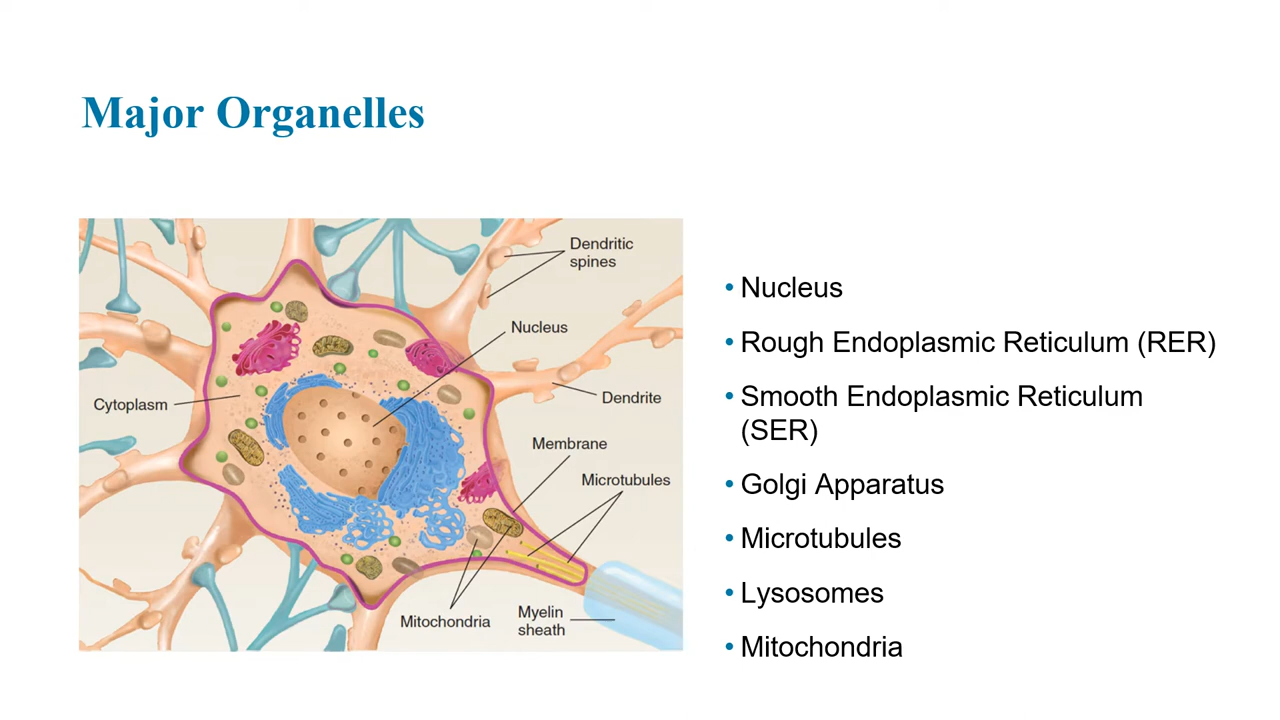 Major Organelles
Dendritic
spines
Nucleus
Cytoplasm
Dendrite
Membrane
Microtubules
Mitochondria
Myelin
sheath
• Nucleus
• Rough Endoplasmic Reticulum (RER)
• Smooth Endoplasmic Reticulum
(SER)
• Golgi Apparatus
• Microtubules
• Lysosomes
• Mitochondria